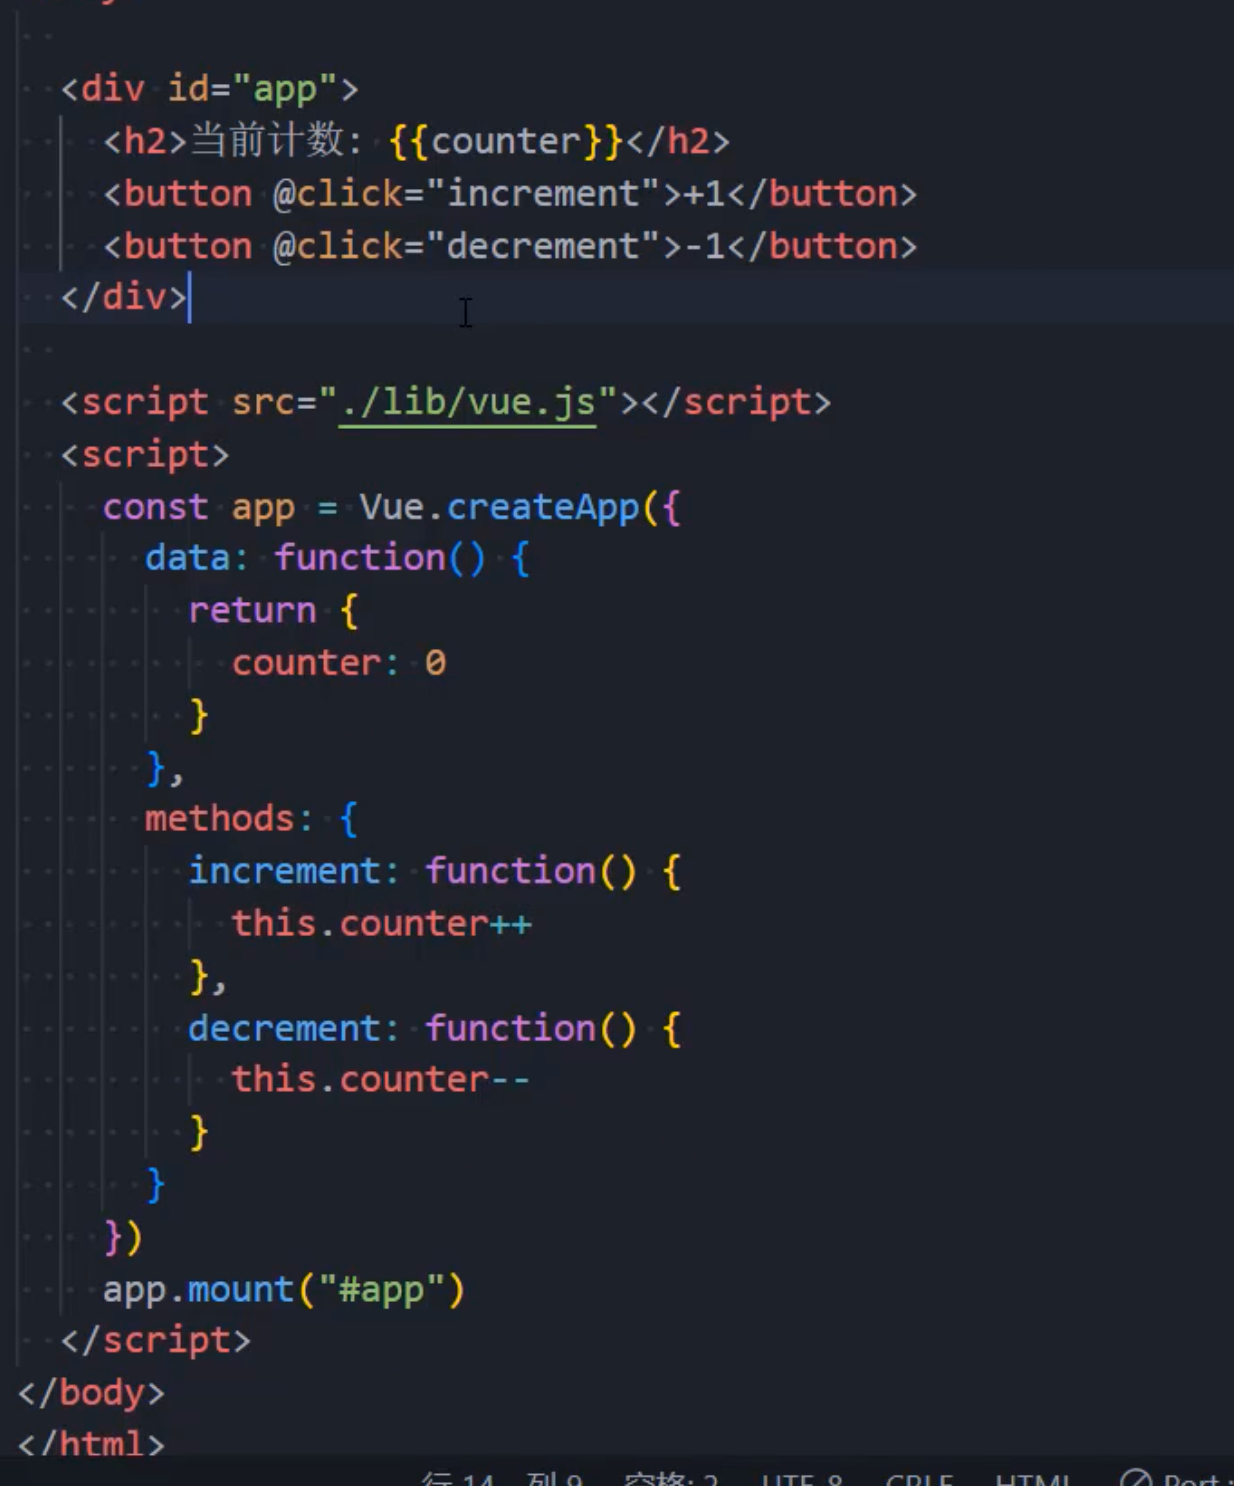 <div id="app">
<h2>当前计数: {{counter}}</h2>
<button @click="increment">+1</button>
<button @click="decrement">-1</button>
</div>
<script src="./lib/vue.js"></script>
<script>
const app = Vue.createApp({
data: function() {
return {
counter: 0
}
},
methods: {
increment: function() {
this.counter++
},
decrement: function() {
this.counter--
}
}
})
app.mount("#app")
</script>
</body>
</html>
行 14, 列 9 空格: 2 UTF-8 CRLF HTML Port :